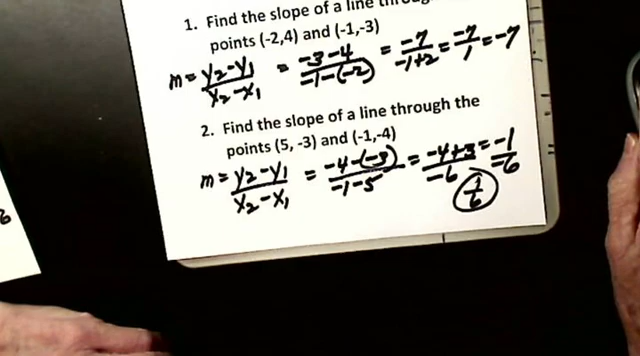 1. Find the slope of a line through
points (-2,4) and (-1,-3)
m = y₂-y₁/x₂-x₁ = -3-4/-1-(-2) = -7/-1+2 = -7/1 = -7
2. Find the slope of a line through the
points (5, -3) and (-1,-4)
m = y₂-y₁/x₂-x₁ = -4-(-3)/-1-5 = -4+3/-6 = -1/-6
1/6